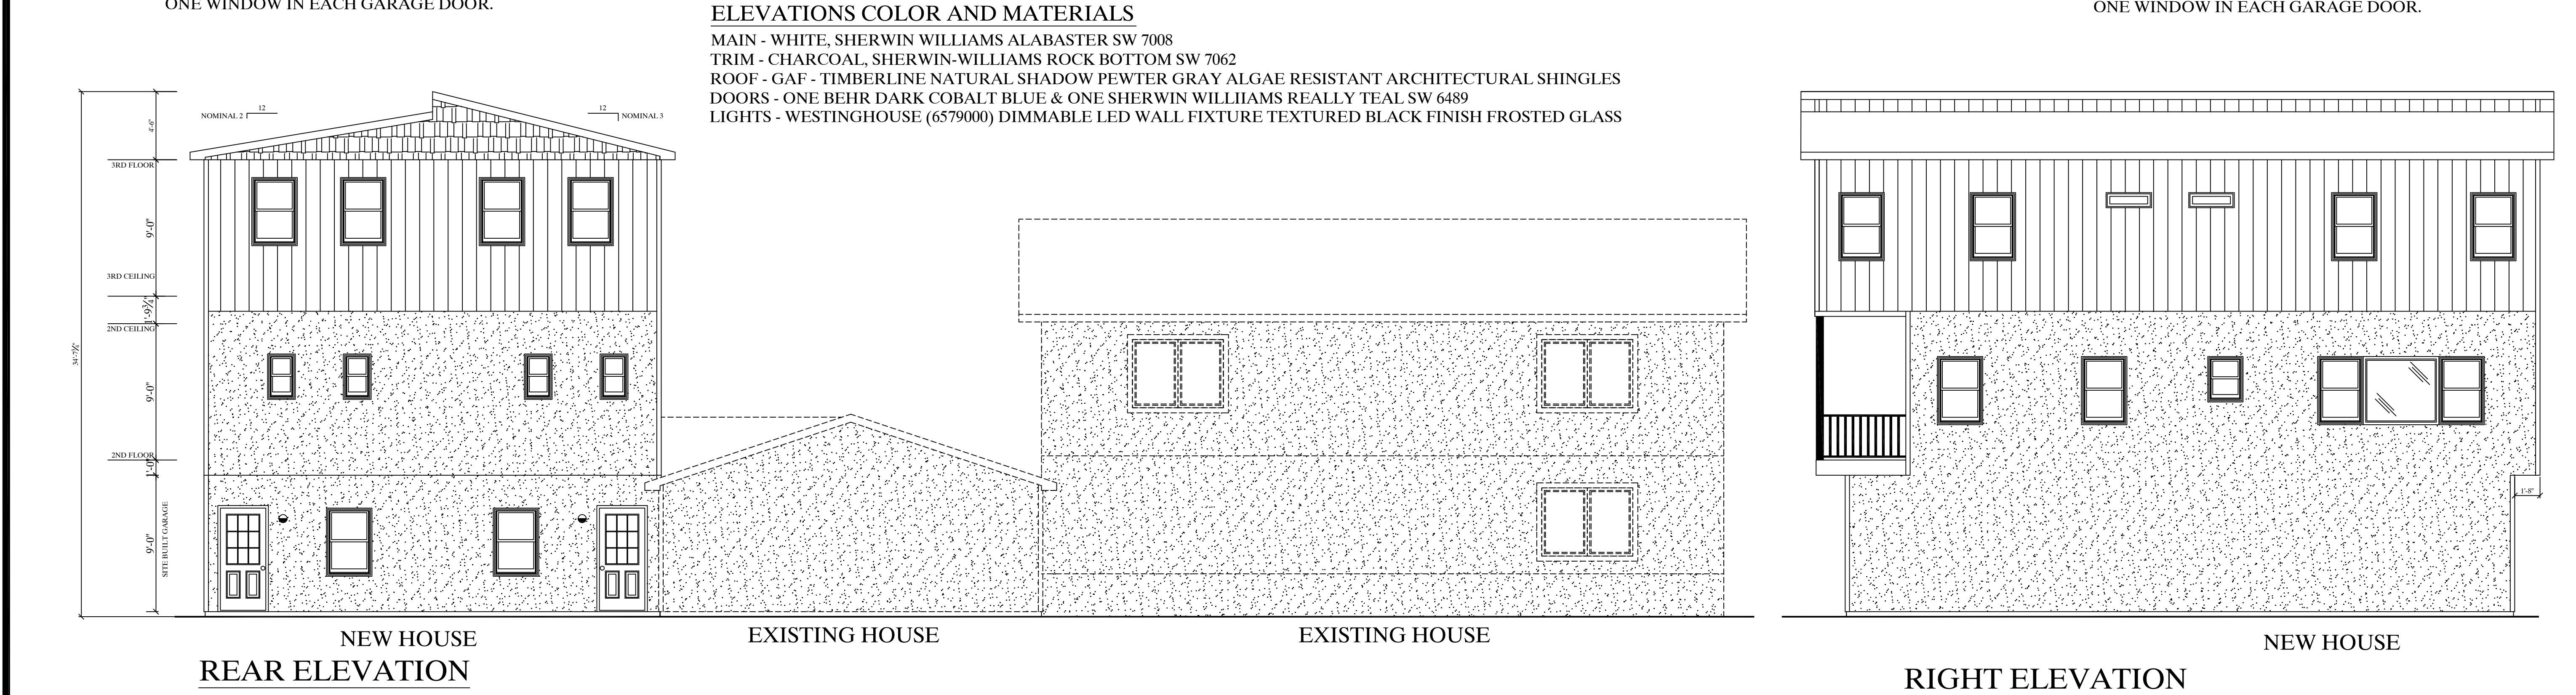 ONE WINDOW IN EACH GARAGE DOOR.
ELEVATIONS COLOR AND MATERIALS
MAIN - WHITE, SHERWIN WILLIAMS ALABASTER SW 7008
TRIM - CHARCOAL, SHERWIN-WILLIAMS ROCK BOTTOM SW 7062
ROOF - GAF - TIMBERLINE NATURAL SHADOW PEWTER GRAY ALGAE RESISTANT ARCHITECTURAL SHINGLES
DOORS - ONE BEHR DARK COBALT BLUE & ONE SHERWIN WILLIIAMS REALLY TEAL SW 6489
LIGHTS - WESTINGHOUSE (6579000) DIMMABLE LED WALL FIXTURE TEXTURED BLACK FINISH FROSTED GLASS
ONE WINDOW IN EACH GARAGE DOOR.
12
NOMINAL 2
12
NOMINAL 3
4'-6"
3RD FLOOR
9'-0"
3RD CEILING
1'-9¾"
2ND CEILING
34'-7¾"
9'-0"
2ND FLOOR
1'-0"
9'-0"
SITE BUILT GARAGE
1'-8"
NEW HOUSE
EXISTING HOUSE
EXISTING HOUSE
NEW HOUSE
REAR ELEVATION
RIGHT ELEVATION